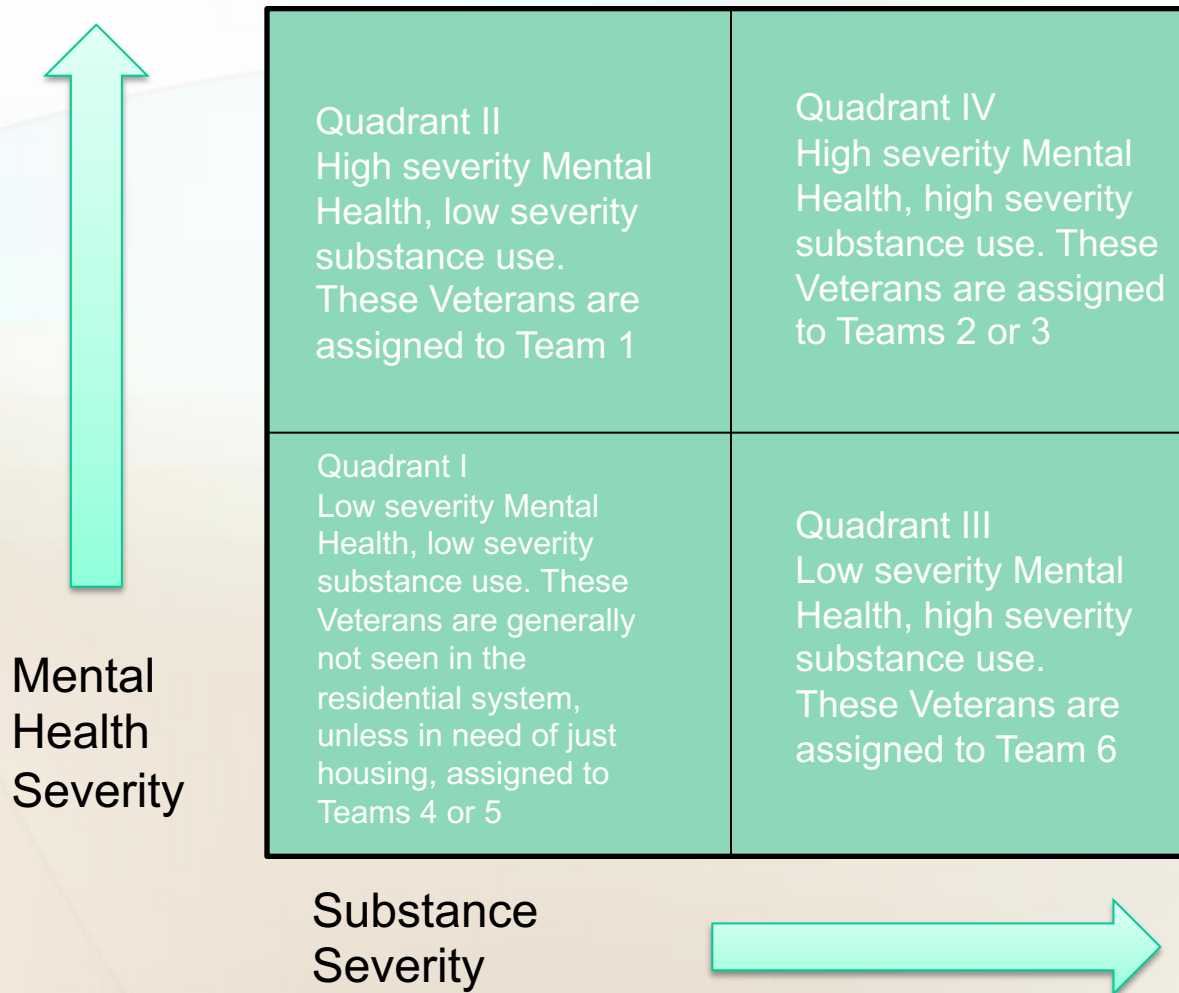 Quadrant II
High severity Mental
Health, low severity
substance use.
These Veterans are
assigned to Team 1
Quadrant IV
High severity Mental
Health, high severity
substance use. These
Veterans are assigned
to Teams 2 or 3
Quadrant I
Low severity Mental
Health, low severity
substance use. These
Veterans are generally
not seen in the
residential system,
unless in need of just
housing, assigned to
Teams 4 or 5
Quadrant III
Low severity Mental
Health, high severity
substance use.
These Veterans are
assigned to Team 6
Mental
Health
Severity
Substance
Severity